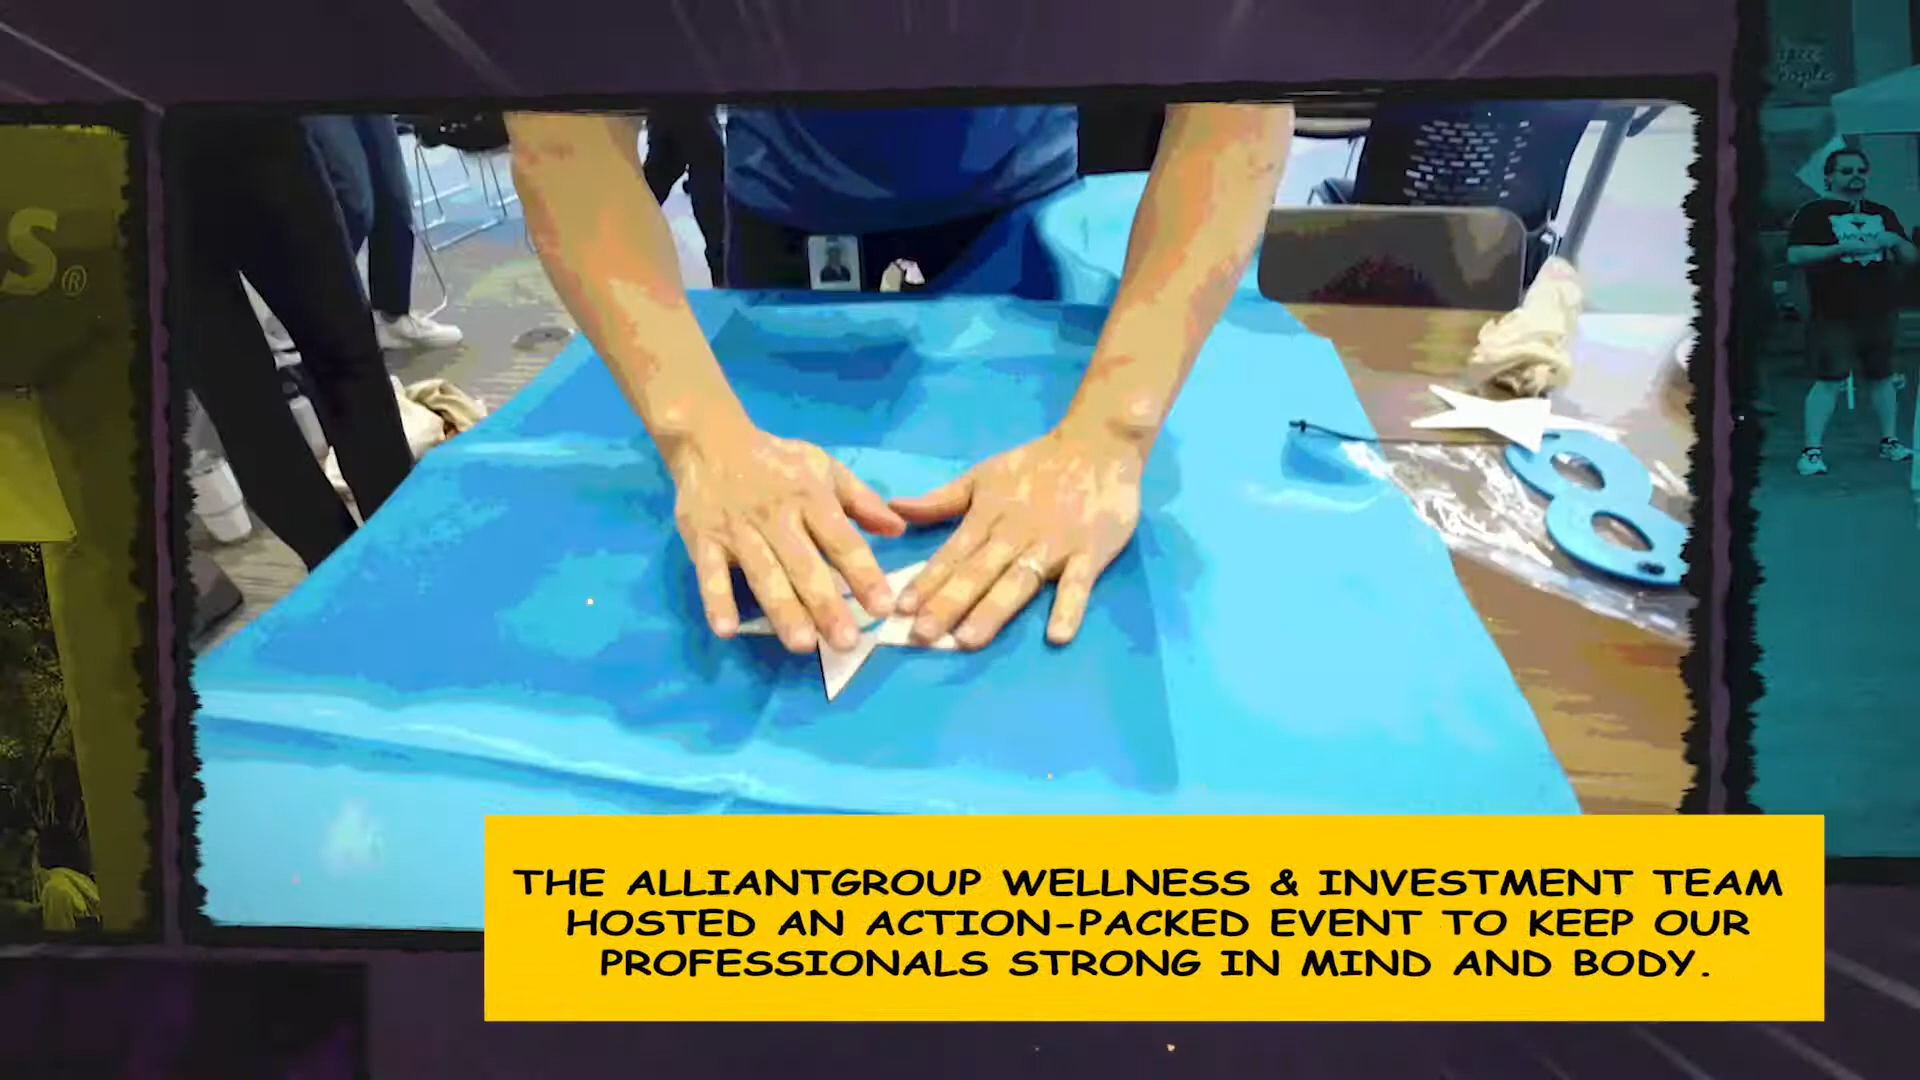 S®
THE ALLIANTGROUP WELLNESS & INVESTMENT TEAM
HOSTED AN ACTION-PACKED EVENT TO KEEP OUR
PROFESSIONALS STRONG IN MIND AND BODY.
8